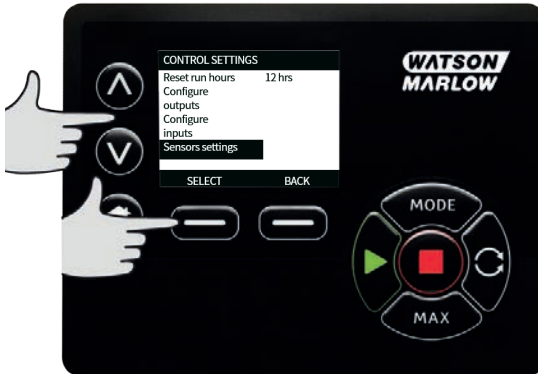 CONTROL SETTINGS
Reset run hours 12 hrs
Configure
outputs
Configure
inputs
Sensors settings
SELECT BACK
WATSON
MARLOW
MODE
MAX